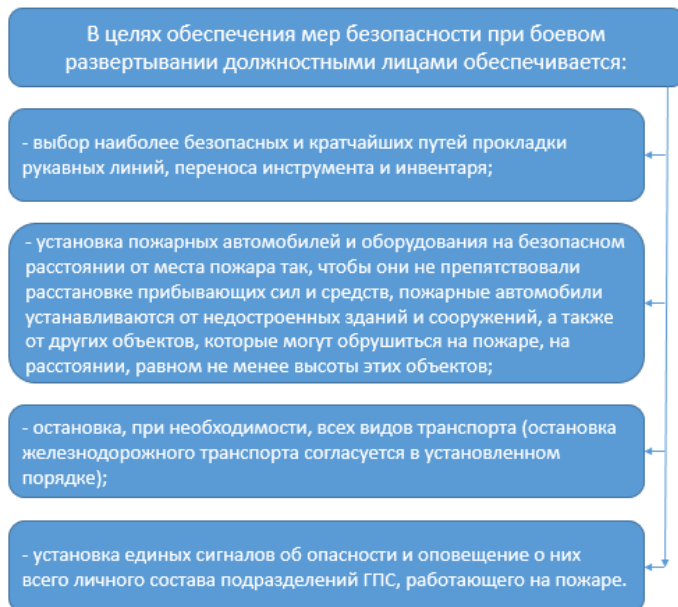 В целях обеспечения мер безопасности при боевом
развертывании должностными лицами обеспечивается:
- выбор наиболее безопасных и кратчайших путей прокладки
рукавных линий, переноса инструмента и инвентаря;
- установка пожарных автомобилей и оборудования на безопасном
расстоянии от места пожара так, чтобы они не препятствовали
расстановке прибывающих сил и средств, пожарные автомобили
устанавливаются от недостроенных зданий и сооружений, а также
от других объектов, которые могут обрушиться на пожаре, на
расстоянии, равном не менее высоты этих объектов;
- остановка, при необходимости, всех видов транспорта (остановка
железнодорожного транспорта согласуется в установленном
порядке);
- установка единых сигналов об опасности и оповещение о них
всего личного состава подразделений ГПС, работающего на пожаре.